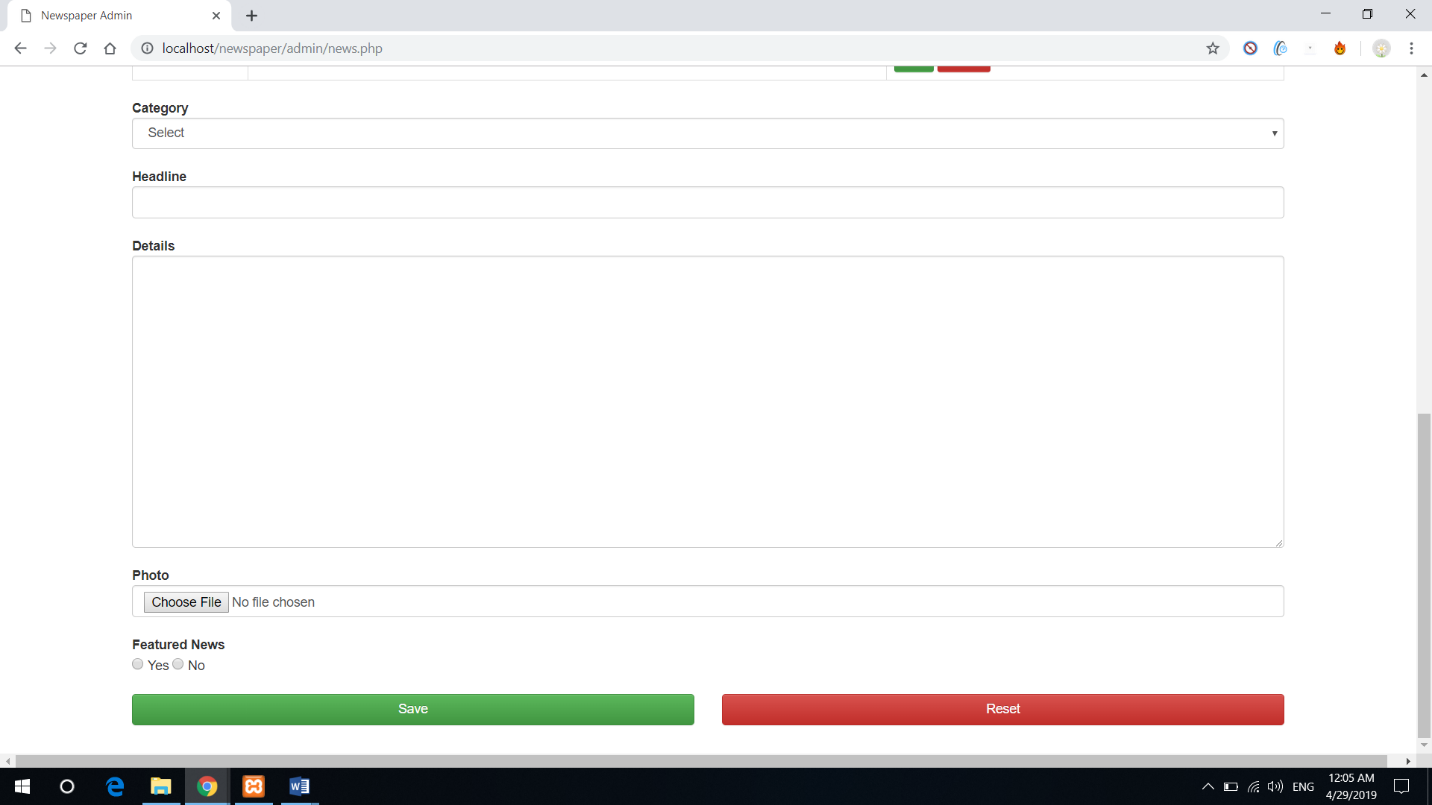 Newspaper Admin
localhost/newspaper/admin/news.php
Category
Select
Headline
Details
Photo
Choose File No file chosen
Featured News
Yes No
Save Reset
ENG 12:05 AM
4/29/2019